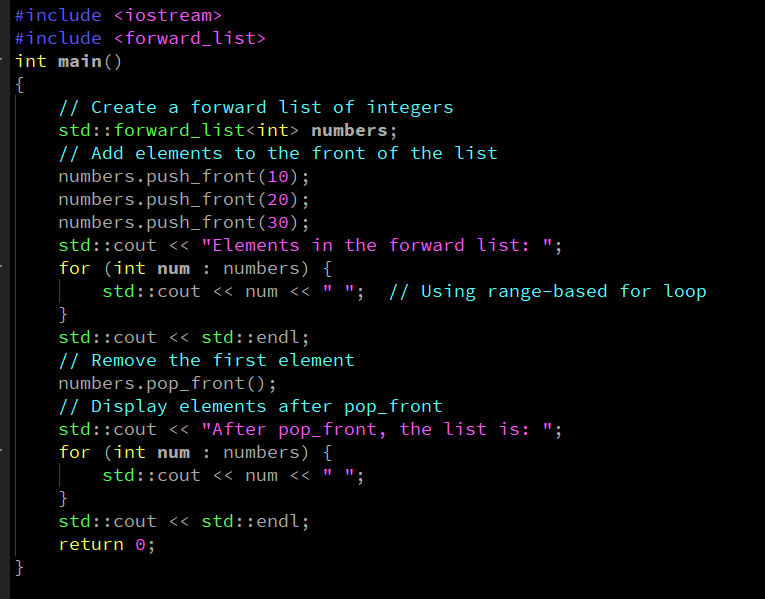 #include <iostream>
#include <forward_list>
int main()
{
    // Create a forward list of integers
    std::forward_list<int> numbers;
    // Add elements to the front of the list
    numbers.push_front(10);
    numbers.push_front(20);
    numbers.push_front(30);
    std::cout << "Elements in the forward list: ";
    for (int num : numbers) {
        std::cout << num << " ";  // Using range-based for loop
    }
    std::cout << std::endl;
    // Remove the first element
    numbers.pop_front();
    // Display elements after pop_front
    std::cout << "After pop_front, the list is: ";
    for (int num : numbers) {
        std::cout << num << " ";
    }
    std::cout << std::endl;
    return 0;
}